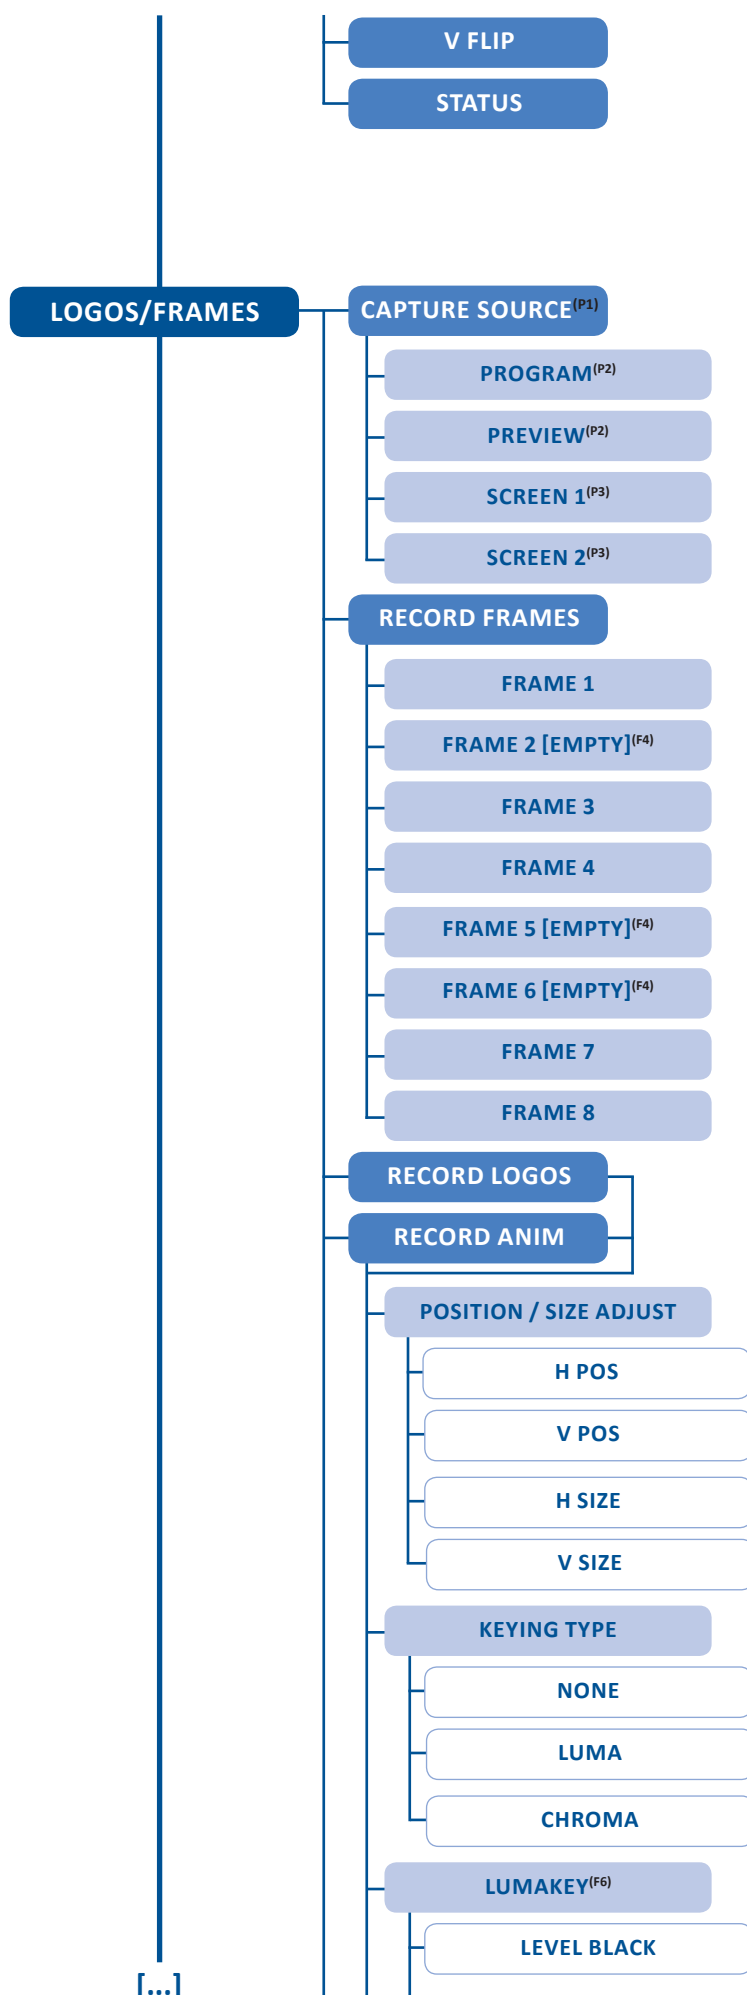 V FLIP
STATUS
LOGOS/FRAMES
CAPTURE SOURCE(P1)
PROGRAM(P2)
PREVIEW(P2)
SCREEN 1(P3)
SCREEN 2(P3)
RECORD FRAMES
FRAME 1
FRAME 2 [EMPTY](F4)
FRAME 3
FRAME 4
FRAME 5 [EMPTY](F4)
FRAME 6 [EMPTY](F4)
FRAME 7
FRAME 8
RECORD LOGOS
RECORD ANIM
POSITION / SIZE ADJUST
H POS
V POS
H SIZE
V SIZE
KEYING TYPE
NONE
LUMA
CHROMA
LUMAKEY(F6)
LEVEL BLACK
[...]